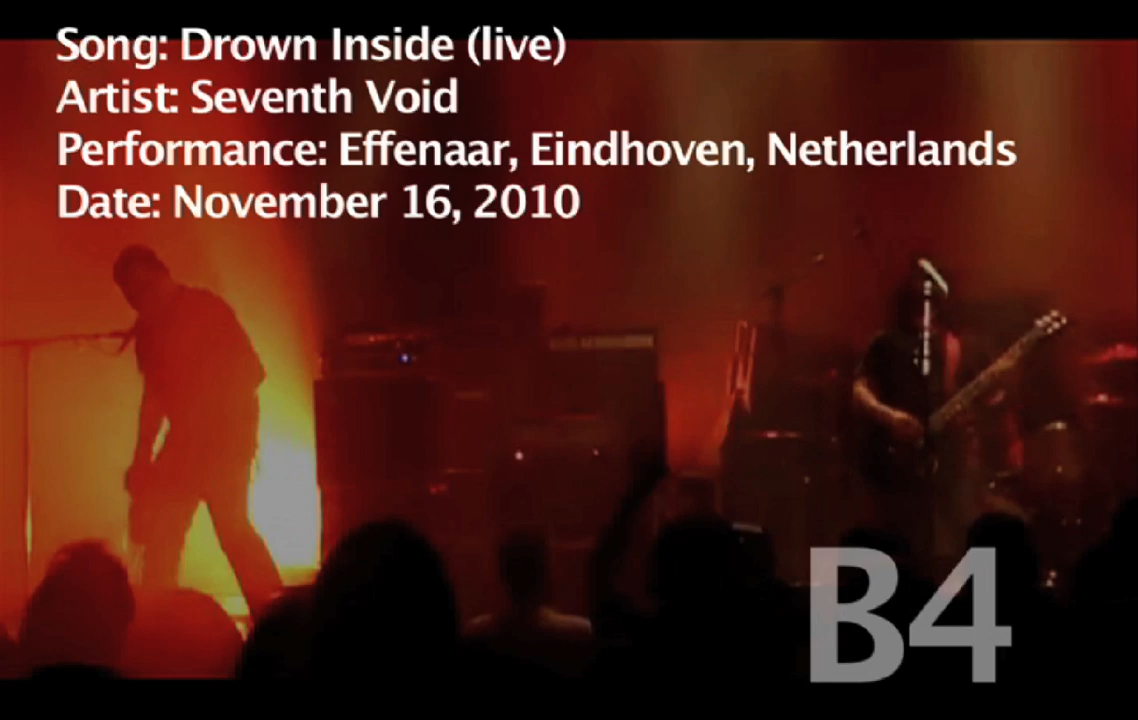 Song: Drown Inside (live)
Artist: Seventh Void
Performance: Effenaar, Eindhoven, Netherlands
Date: November 16, 2010
B4